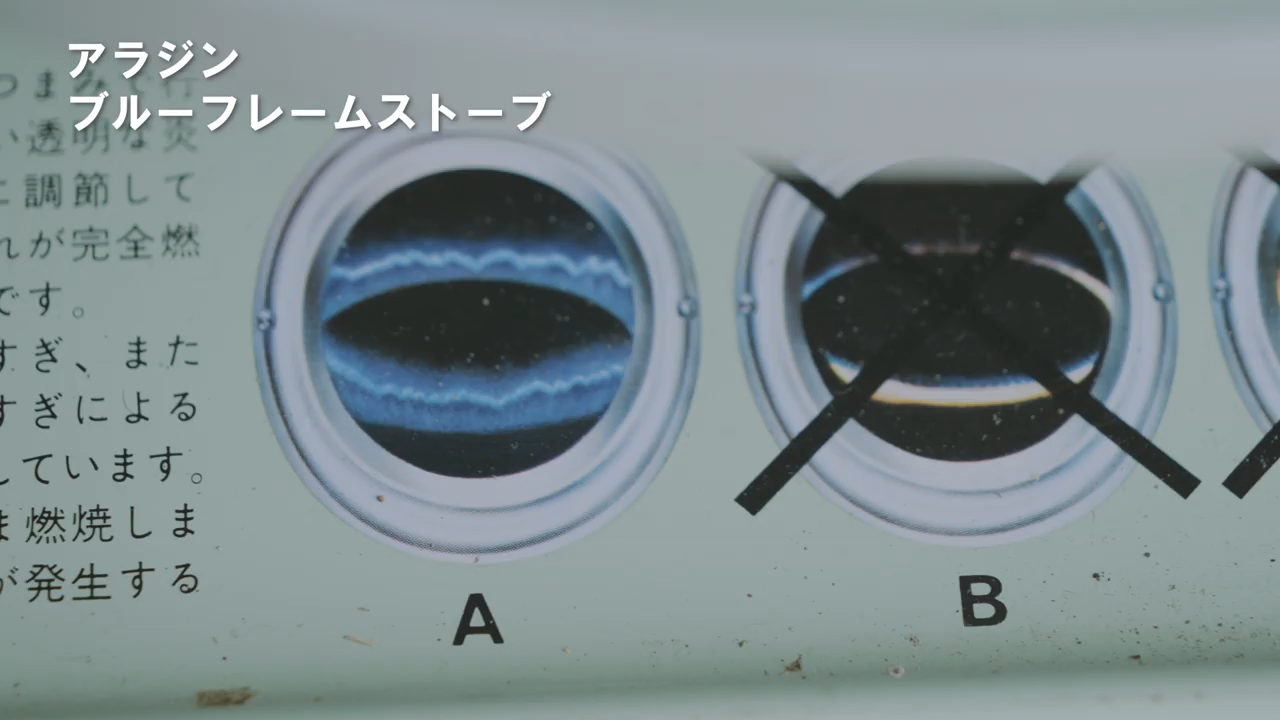 アラジン
ブルーフレームストーブ
つまみで行
い透明な炎
に調節して
れが完全燃
です。
すぎ、また
すぎによる
しています。
ま燃焼しま
が発生する
A
B